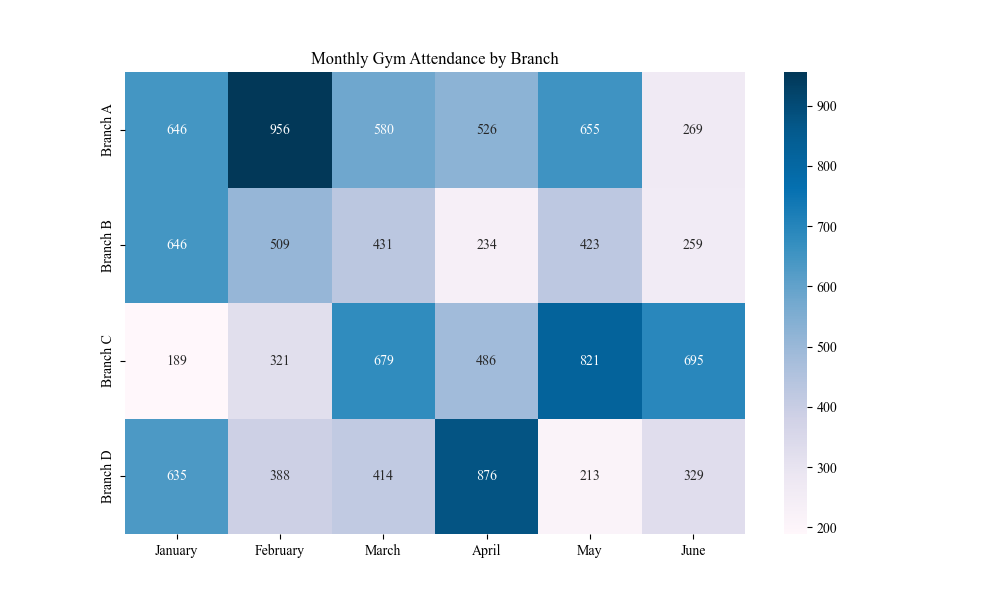 Monthly Gym Attendance by Branch
Branch A
646 956 580 526 655 269
Branch B
646 509 431 234 423 259
Branch C
189 321 679 486 821 695
Branch D
635 388 414 876 213 329
January February March April May June
900
800
700
600
500
400
300
200